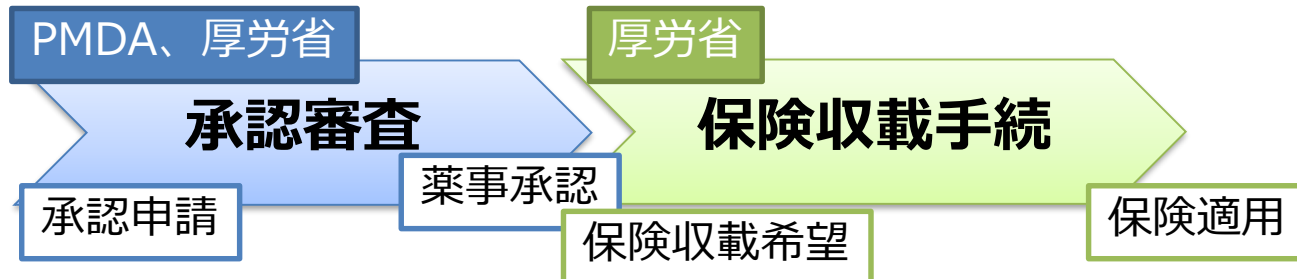 PMDA、厚労省
承認審査
承認申請
薬事承認
厚労省
保険収載手続
保険収載希望
保険適用